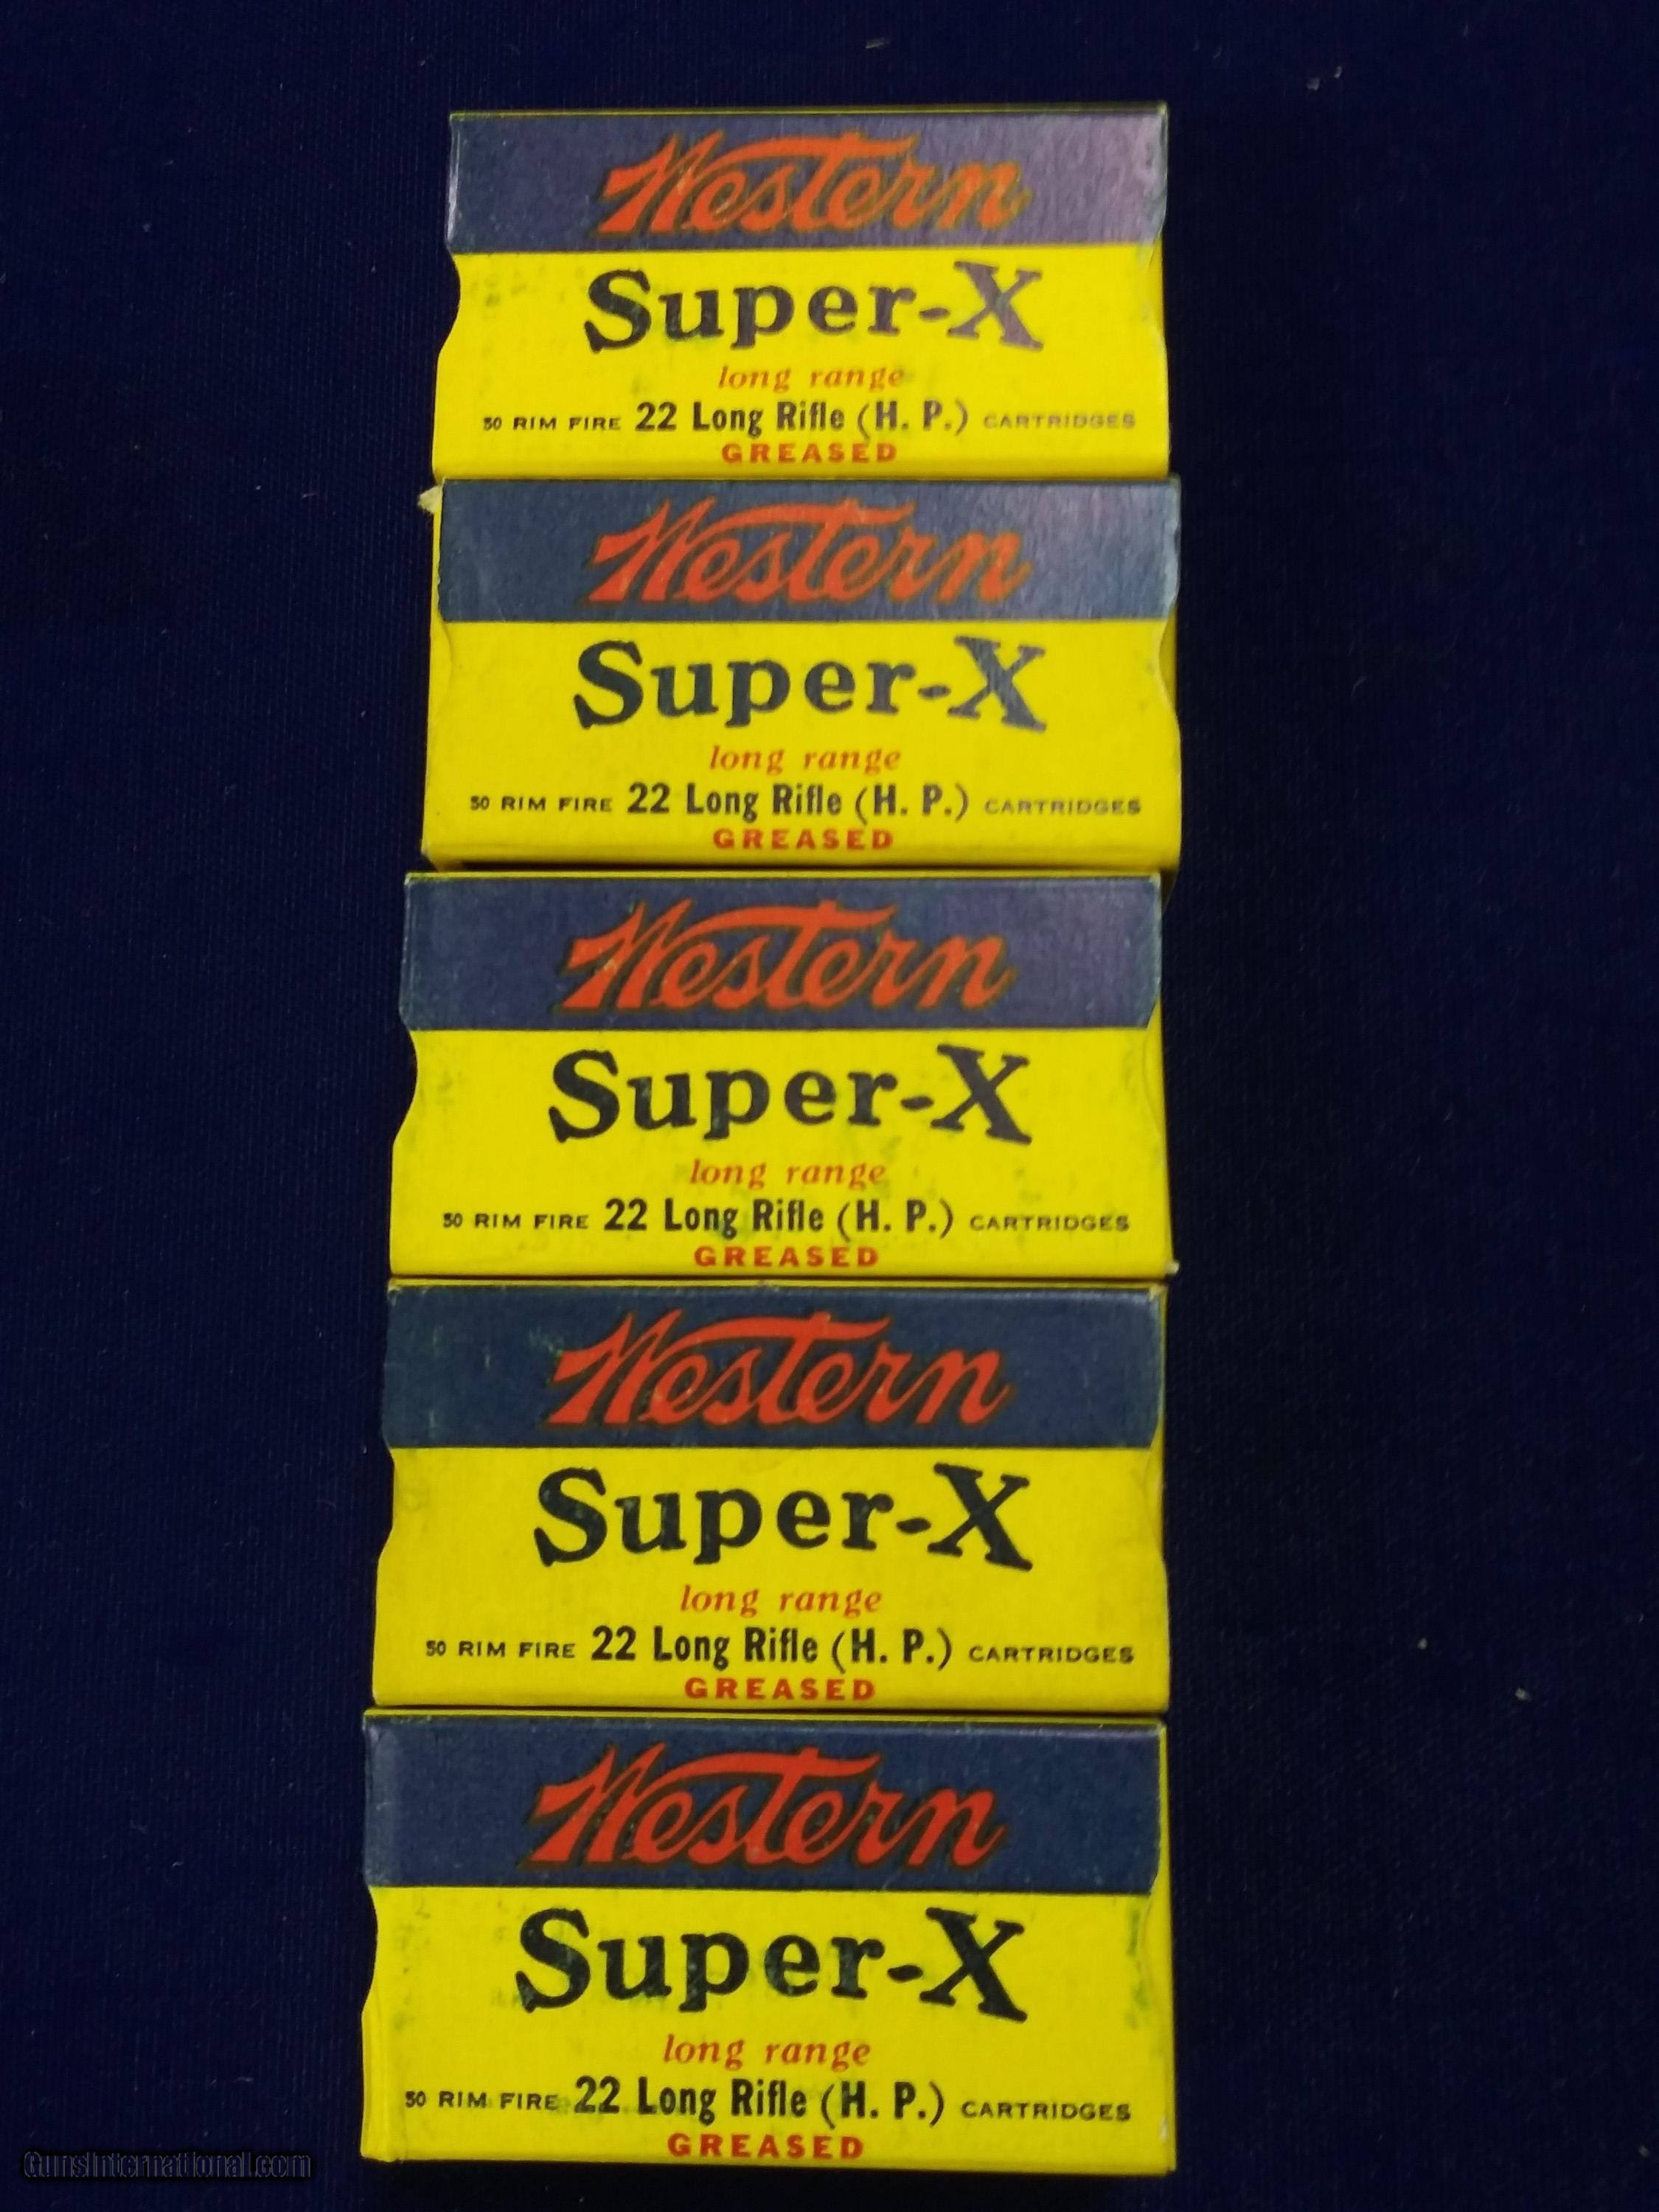 Western
Super-X
long range
50 RIM FIRE 22 Long Rifle (H. P.) CARTRIDGES
GREASED
Western
Super-X
long range
50 RIM FIRE 22 Long Rifle (H. P.) CARTRIDGES
GREASED
Western
Super-X
long range
50 RIM FIRE 22 Long Rifle (H. P.) CARTRIDGES
GREASED
Western
Super-X
long range
50 RIM FIRE 22 Long Rifle (H. P.) CARTRIDGES
GREASED
Western
Super-X
long range
50 RIM FIRE 22 Long Rifle (H. P.) CARTRIDGES
GREASED
GunsInternational.com